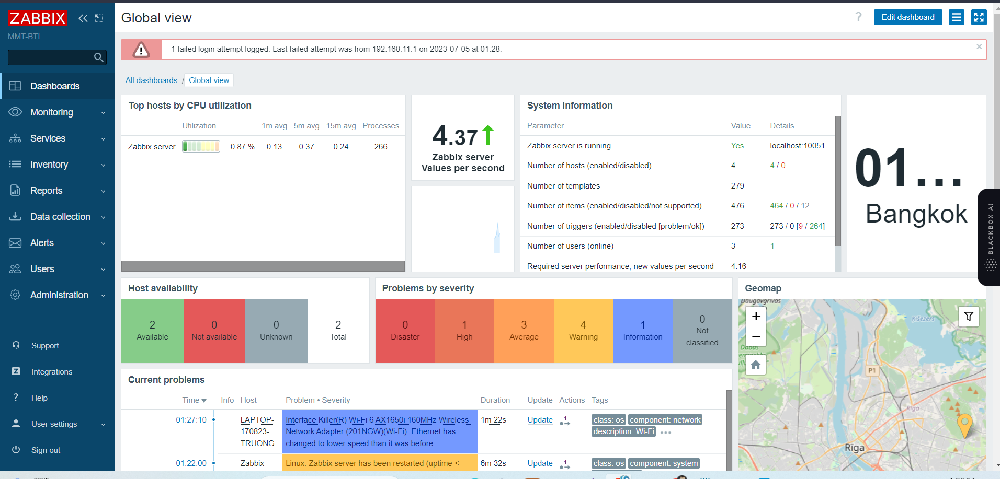 ZABBIX
MMT-BTL
Dashboards
Monitoring
Services
Inventory
Reports
Data collection
Alerts
Users
Administration
Support
Z Integrations
? Help
User settings
Sign out
Global view
? Edit dashboard
1 failed login attempt logged. Last failed attempt was from 192.168.11.1 on 2023-07-05 at 01:28.
All dashboards / Global view
Top hosts by CPU utilization
Utilization 1m avg 5m avg 15m avg Processes
Zabbix server 0.87 % 0.13 0.37 0.24 266
4.37
Zabbix server
Values per second
System information
Parameter Value Details
Zabbix server is running Yes localhost:10051
Number of hosts (enabled/disabled) 4 4 / 0
Number of templates 279
Number of items (enabled/disabled/not supported) 476 464 / 0 / 12
Number of triggers (enabled/disabled [problem/ok]) 273 273 / 0 [9 / 264]
Number of users (online) 3 1
Required server performance, new values per second 4.16
01...
Bangkok
BLACKBOX AI
Host availability
2 Available
0 Not available
0 Unknown
2 Total
Problems by severity
0 Disaster
1 High
3 Average
4 Warning
1 Information
0 Not classified
Geomap
Daugavgrīvas
Ķīšezers
+
−
P1
Rīga
Rīga
Current problems
Time Info Host Problem • Severity Duration Update Actions Tags
01:27:10 LAPTOP-170823-TRUONG Interface Killer(R) Wi-Fi 6 AX1650i 160MHz Wireless Network Adapter (201NGW)(Wi-Fi): Ethernet has changed to lower speed than it was before 1m 22s Update 1 class: os component: network description: Wi-Fi •••
01:22:00 Zabbix Linux: Zabbix server has been restarted (uptime < 6m 32s Update 1 class: os component: system